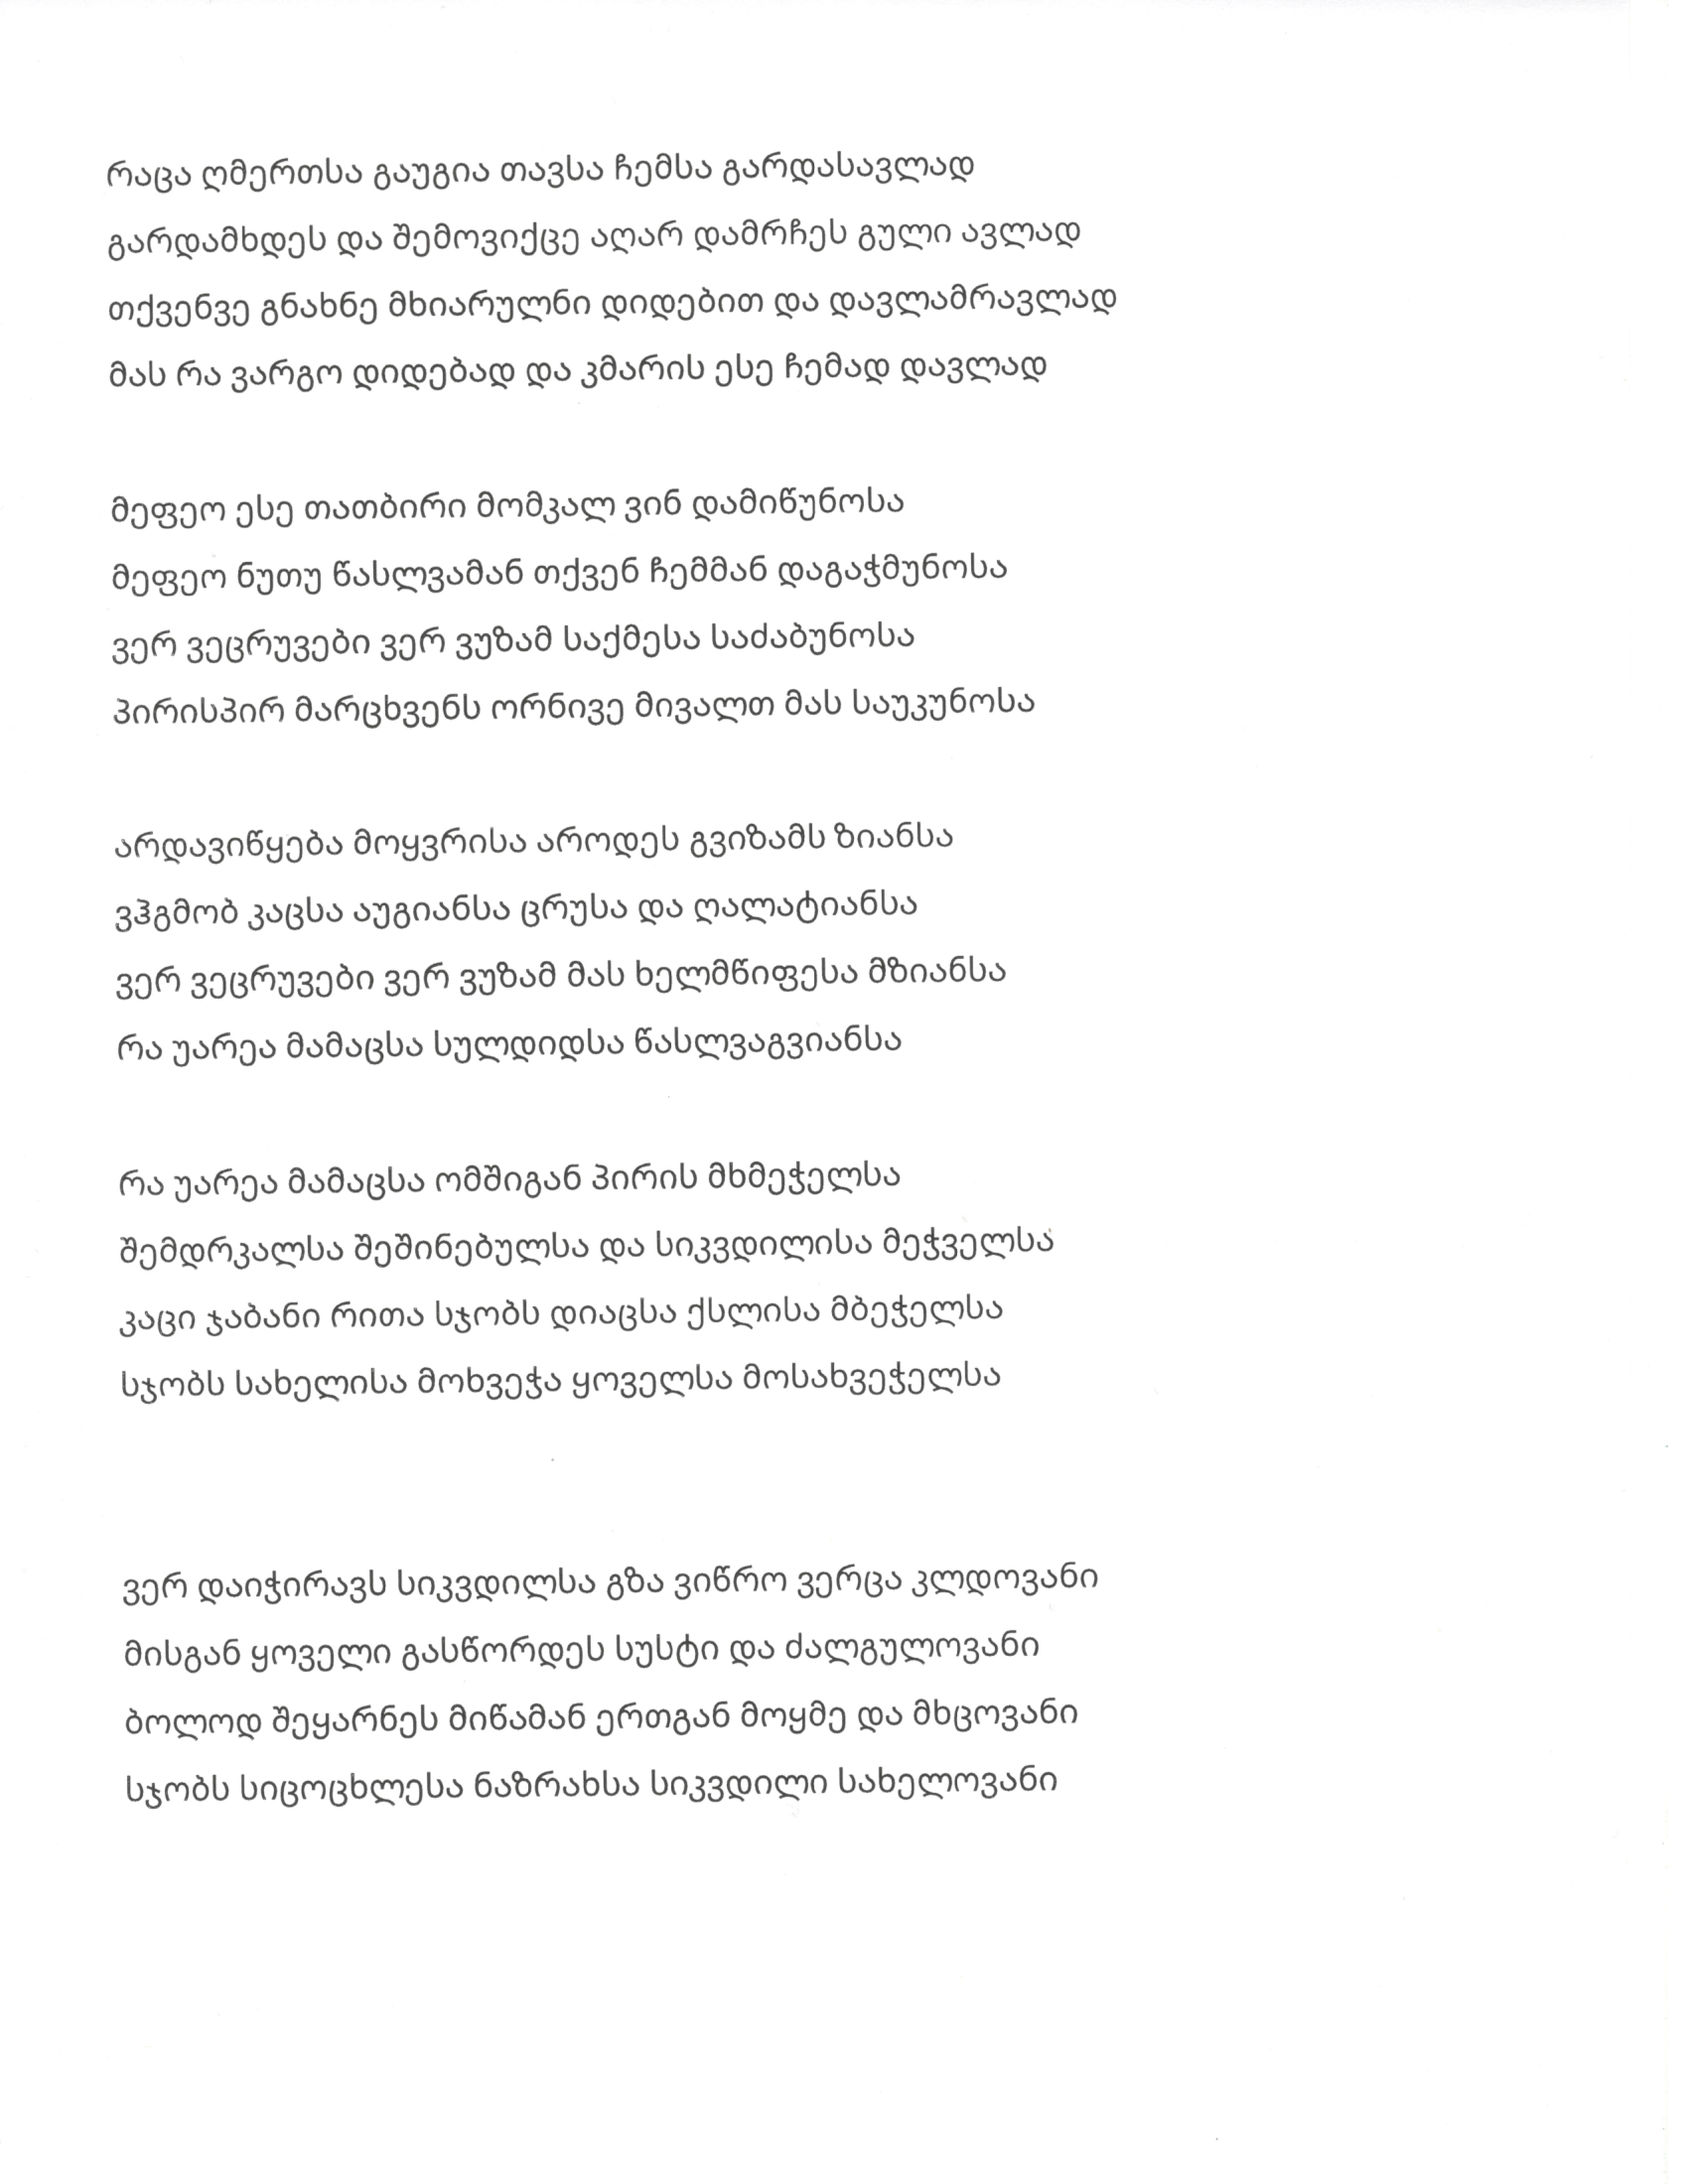 რაცა ღმერთსა გაუგია თავსა ჩემსა გარდასავლად
გარდამხდეს და შემოვიქცე აღარ დამრჩეს გული ავლად
თქვენვე გნახნე მხიარულნი დიდებით და დავლამრავლად
მას რა ვარგო დიდებად და კმარის ესე ჩემად დავლად
მეფეო ესე თათბირი მომკალ ვინ დამიწუნოსა
მეფეო ნუთუ წასლვამან თქვენ ჩემმან დაგაჭმუნოსა
ვერ ვეცრუვები ვერ ვუზამ საქმესა საძაბუნოსა
პირისპირ მარცხვენს ორნივე მივალთ მას საუკუნოსა
არდავიწყება მოყვრისა აროდეს გვიზამს ზიანსა
ვჰგმობ კაცსა აუგიანსა ცრუსა და ღალატიანსა
ვერ ვეცრუვები ვერ ვუზამ მას ხელმწიფესა მზიანსა
რა უარეა მამაცსა სულდიდსა წასლვაგვიანსა
რა უარეა მამაცსა ომშიგან პირის მხმეჭელსა
შემდრკალსა შეშინებულსა და სიკვდილისა მეჭველსა
კაცი ჯაბანი რითა სჯობს დიაცსა ქსლისა მბეჭელსა
სჯობს სახელისა მოხვეჭა ყოველსა მოსახვეჭელსა
ვერ დაიჭირავს სიკვდილსა გზა ვიწრო ვერცა კლდოვანი
მისგან ყოველი გასწორდეს სუსტი და ძალგულოვანი
ბოლოდ შეყარნეს მიწამან ერთგან მოყმე და მხცოვანი
სჯობს სიცოცხლესა ნაზრახსა სიკვდილი სახელოვანი